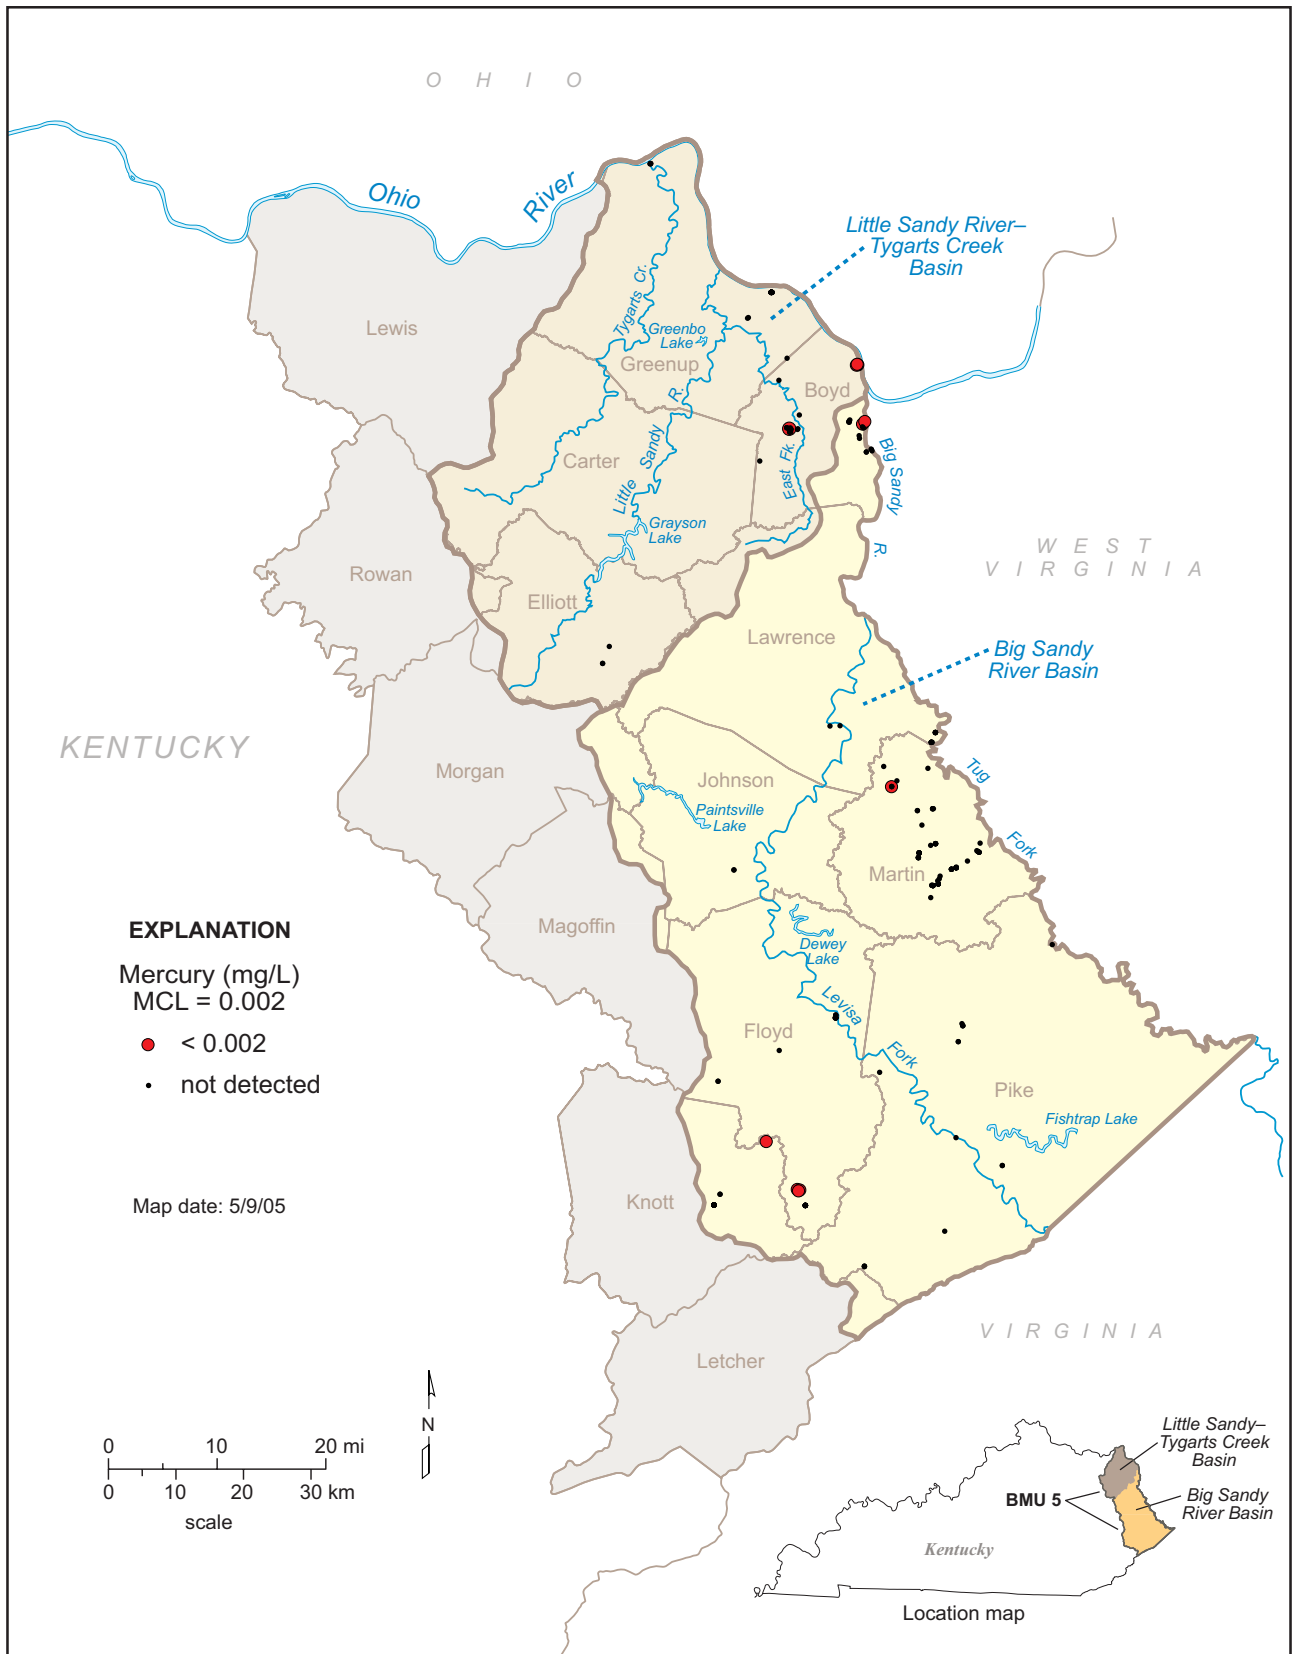 O H I O
Ohio
River
Little Sandy River–
Tygarts Creek
Basin
Tygarts Cr.
Lewis
Greenbo
Lake
Greenup
R.
Boyd
Sandy
Little
Carter
East Fk.
Big Sandy
R.
Grayson
Lake
WEST
VIRGINIA
Rowan
Elliott
Lawrence
Big Sandy
River Basin
KENTUCKY
Morgan
Johnson
Tug
Fork
Paintsville
Lake
Martin
EXPLANATION
Mercury (mg/L)
MCL = 0.002
< 0.002
not detected
Magoffin
Dewey
Lake
Levisa
Fork
Floyd
Pike
Fishtrap Lake
Map date: 5/9/05
Knott
VIRGINIA
Letcher
N
0 10 20 mi
0 10 20 30 km
scale
Little Sandy–
Tygarts Creek
Basin
BMU 5
Big Sandy
River Basin
Kentucky
Location map